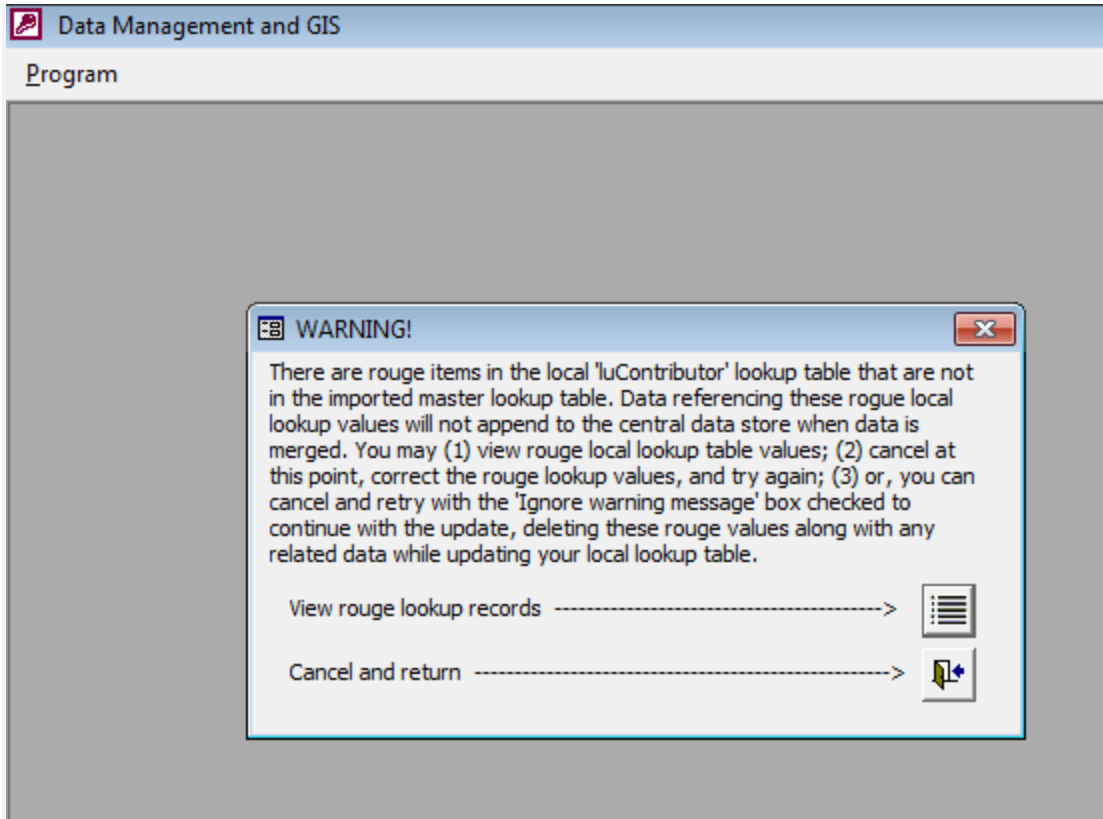 Data Management and GIS
Program
WARNING!
There are rouge items in the local 'luContributor' lookup table that are not
in the imported master lookup table. Data referencing these rogue local
lookup values will not append to the central data store when data is
merged. You may (1) view rouge local lookup table values; (2) cancel at
this point, correct the rouge lookup values, and try again; (3) or, you can
cancel and retry with the 'Ignore warning message' box checked to
continue with the update, deleting these rouge values along with any
related data while updating your local lookup table.
View rouge lookup records ----------------------------------------->
Cancel and return ---------------------------------------------------->